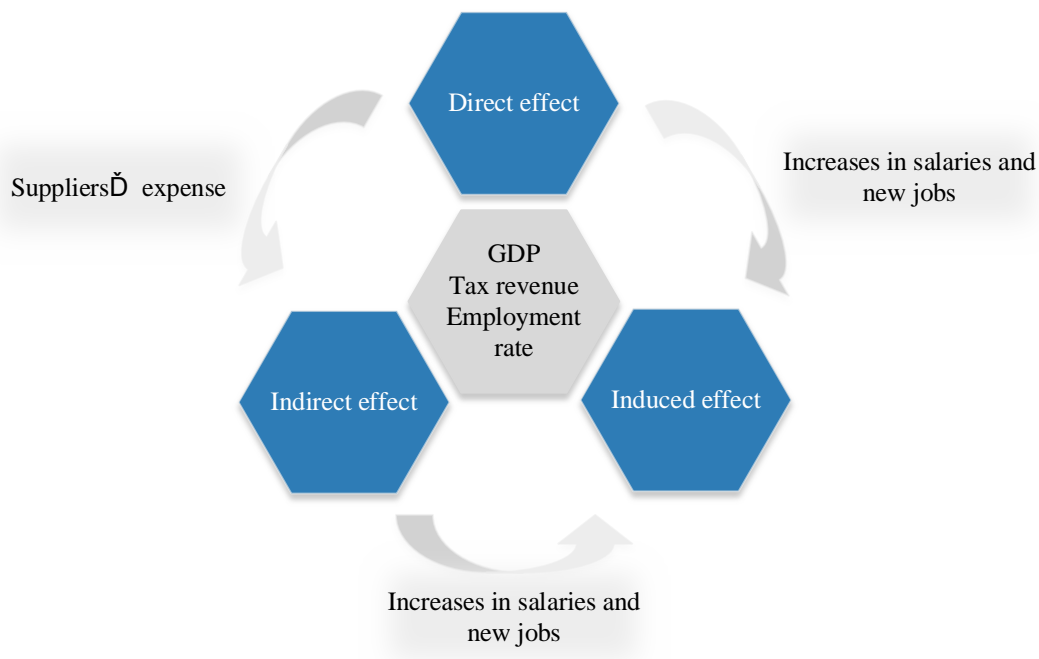 Direct effect
SuppliersĎ expense
Increases in salaries and
new jobs
GDP
Tax revenue
Employment
rate
Indirect effect
Induced effect
Increases in salaries and
new jobs